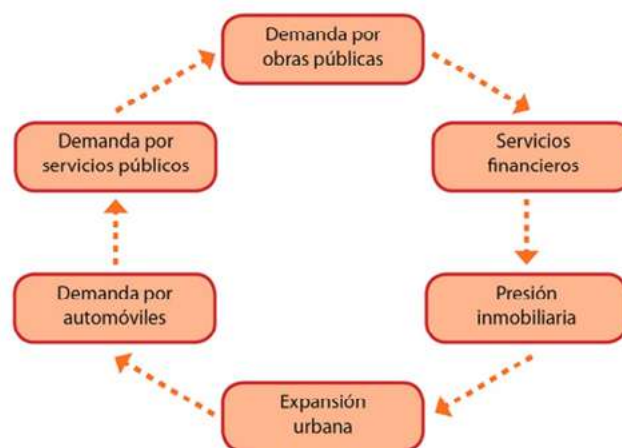 Demanda por
obras públicas
Servicios
financieros
Presión
inmobiliaria
Expansión
urbana
Demanda por
automóviles
Demanda por
servicios públicos